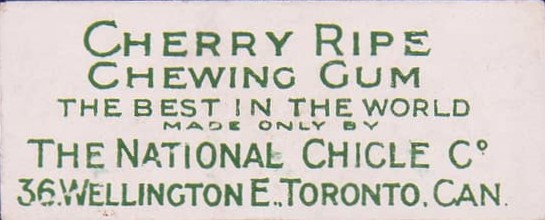 CHERRY RIPE
CHEWING GUM
THE BEST IN THE WORLD
MADE ONLY BY
THE NATIONAL CHICLE Cº
36.WELLINGTON E., TORONTO, CAN.